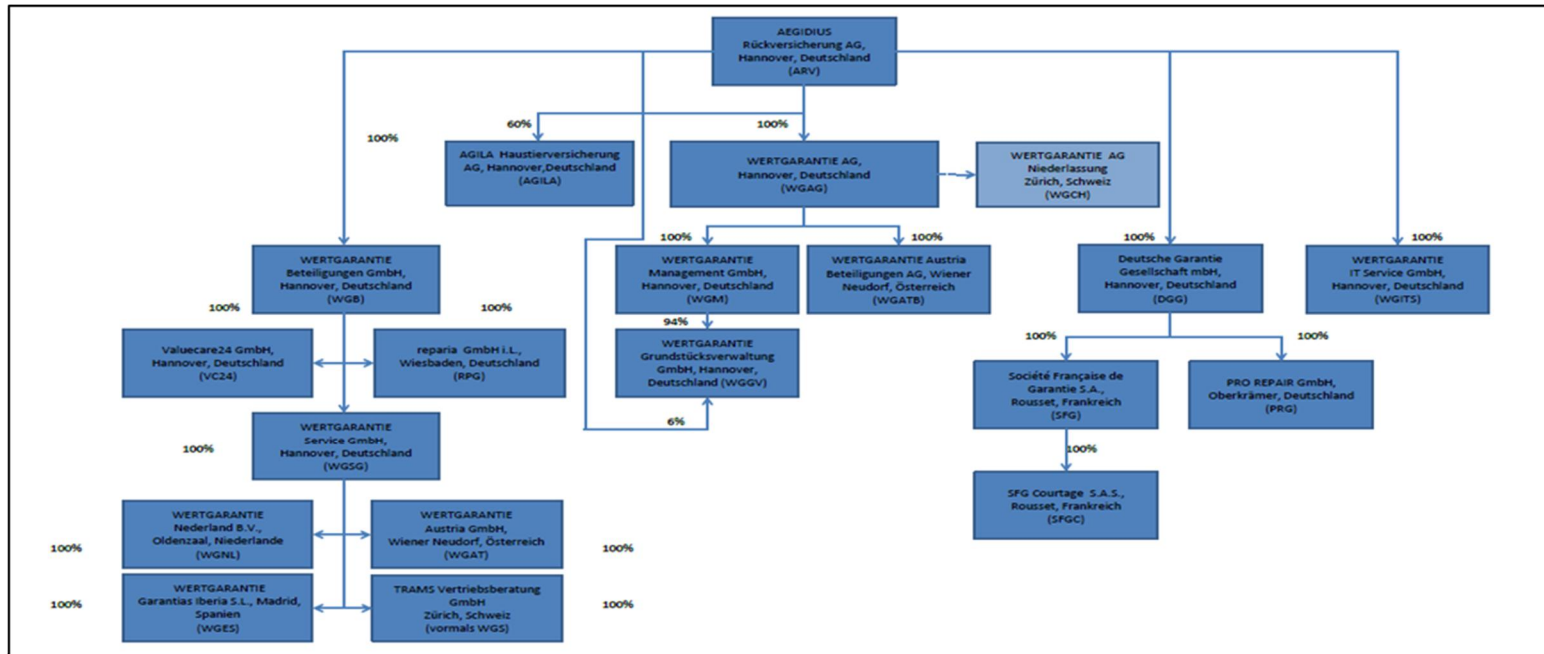 AEGIDIUS
Rückversicherung AG,
Hannover, Deutschland
(ARV)
60%
100%
100%
AGILA Haustierversicherung
AG, Hannover,Deutschland
(AGILA)
WERTGARANTIE AG,
Hannover, Deutschland
(WGAG)
WERTGARANTIE AG
Niederlassung
Zürich, Schweiz
(WGCH)
100%
100%
100%
100%
WERTGARANTIE
Beteiligungen GmbH,
Hannover, Deutschland
(WGB)
WERTGARANTIE
Management GmbH,
Hannover, Deutschland
(WGM)
WERTGARANTIE Austria
Beteiligungen AG, Wiener
Neudorf, Österreich
(WGATB)
Deutsche Garantie
Gesellschaft mbH,
Hannover, Deutschland
(DGG)
WERTGARANTIE
IT Service GmbH,
Hannover, Deutschland
(WGITS)
100%
100%
94%
100%
100%
Valuecare24 GmbH,
Hannover, Deutschland
(VC24)
reparia GmbH i.L.,
Wiesbaden, Deutschland
(RPG)
WERTGARANTIE
Grundstücksverwaltung
GmbH, Hannover,
Deutschland (WGGV)
Société Française de
Garantie S.A.,
Rousset, Frankreich
(SFG)
PRO REPAIR GmbH,
Oberkrämer, Deutschland
(PRG)
6%
100%
WERTGARANTIE
Service GmbH,
Hannover, Deutschland
(WGSG)
100%
SFG Courtage S.A.S.,
Rousset, Frankreich
(SFGC)
WERTGARANTIE
Nederland B.V.,
Oldenzaal, Niederlande
(WGNL)
WERTGARANTIE
Austria GmbH,
Wiener Neudorf, Österreich
(WGAT)
100%
100%
WERTGARANTIE
Garantias Iberia S.L., Madrid,
Spanien
(WGES)
TRAMS Vertriebsberatung
GmbH
Zürich, Schweiz
(vormals WGS)
100%
100%